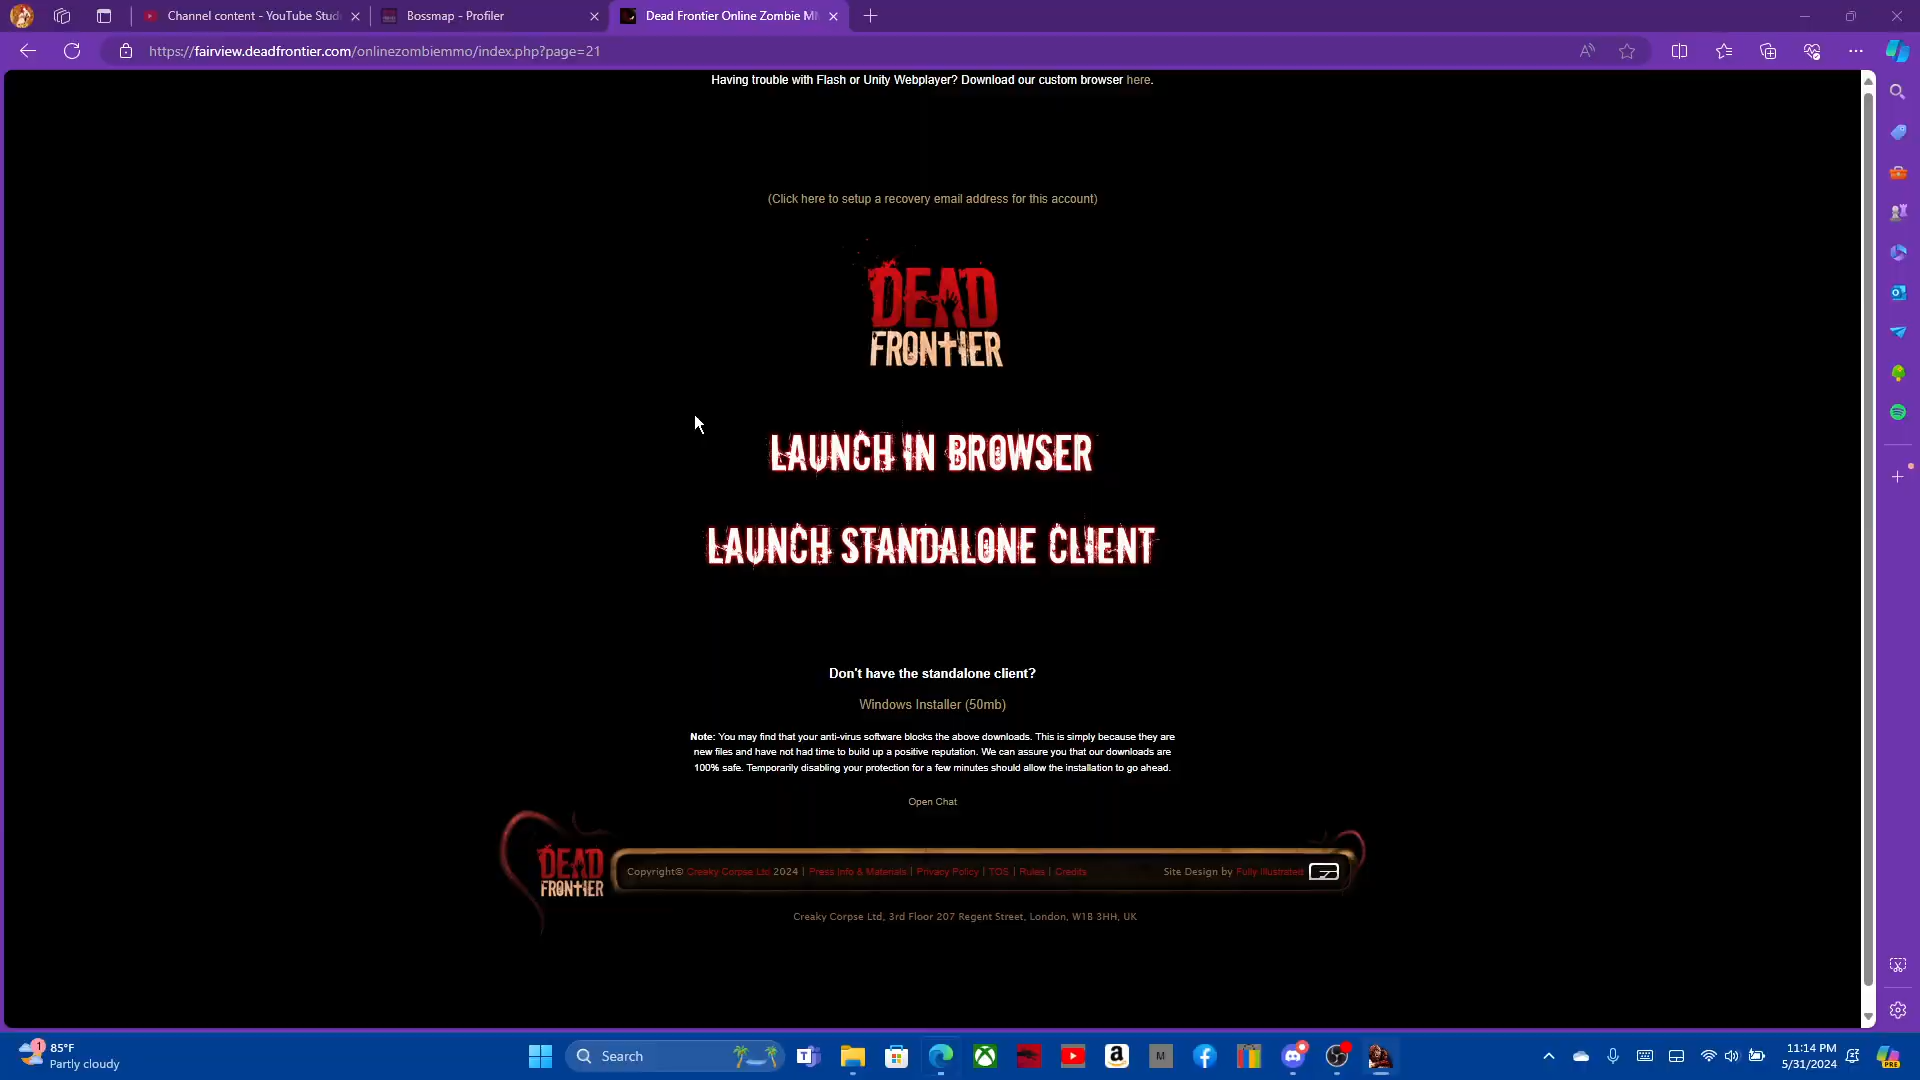 Channel content - YouTube Stud
Bossmap - Profiler
Dead Frontier Online Zombie MM
https://fairview.deadfrontier.com/onlinezombiemmo/index.php?page=21
Having trouble with Flash or Unity Webplayer? Download our custom browser here.
(Click here to setup a recovery email address for this account)
DEAD
FRONTIER
LAUNCH IN BROWSER
LAUNCH STANDALONE CLIENT
Don't have the standalone client?
Windows Installer (50mb)
Note: You may find that your anti-virus software blocks the above downloads. This is simply because they are
new files and have not had time to build up a positive reputation. We can assure you that our downloads are
100% safe. Temporarily disabling your protection for a few minutes should allow the installation to go ahead.
Open Chat
DEAD
FRONTIER
Copyright© Creaky Corpse Ltd 2024 | Press Info & Materials | Privacy Policy | TOS | Rules | Credits
Site Design by Fully Illustrated
Creaky Corpse Ltd, 3rd Floor 207 Regent Street, London, W1B 3HH, UK
1
85°F
Partly cloudy
Search
M
11:14 PM
5/31/2024
PRE